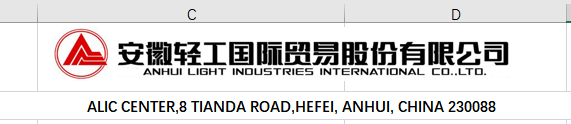 C D
安徽轻工国际贸易股份有限公司
ANHUI LIGHT INDUSTRIES INTERNATIONAL CO.,LTD.
ALIC CENTER,8 TIANDA ROAD,HEFEI, ANHUI, CHINA 230088